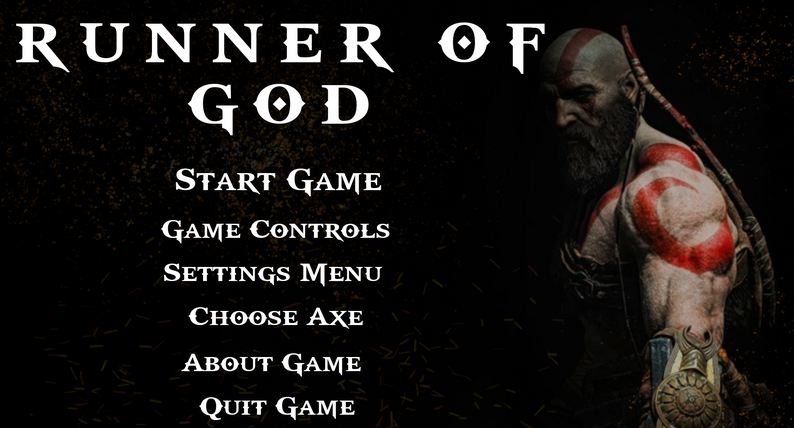 RUNNER OF
GOD
START GAME
GAME CONTROLS
SETTINGS MENU
CHOOSE AXE
ABOUT GAME
QUIT GAME